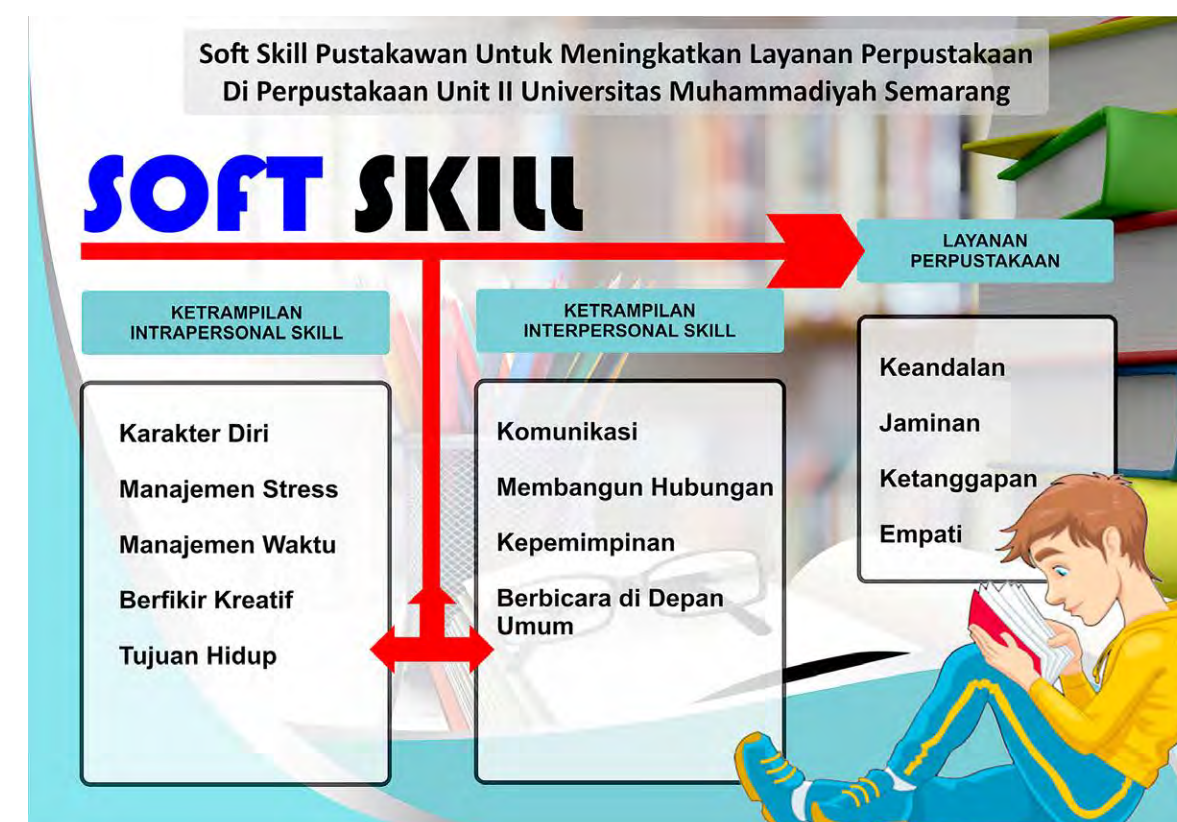 Soft Skill Pustakawan Untuk Meningkatkan Layanan Perpustakaan
Di Perpustakaan Unit II Universitas Muhammadiyah Semarang
SOFT SKILL
KETRAMPILAN
INTRAPERSONAL SKILL
Karakter Diri
Manajemen Stress
Manajemen Waktu
Berfikir Kreatif
Tujuan Hidup
KETRAMPILAN
INTERPERSONAL SKILL
Komunikasi
Membangun Hubungan
Kepemimpinan
Berbicara di Depan
Umum
LAYANAN
PERPUSTAKAAN
Keandalan
Jaminan
Ketanggapan
Empati